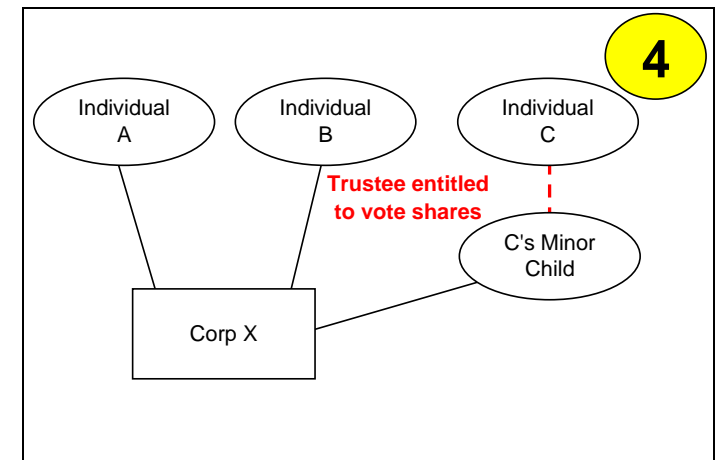 4
Individual
A
Individual
B
Individual
C
Trustee entitled
to vote shares
C's Minor
Child
Corp X